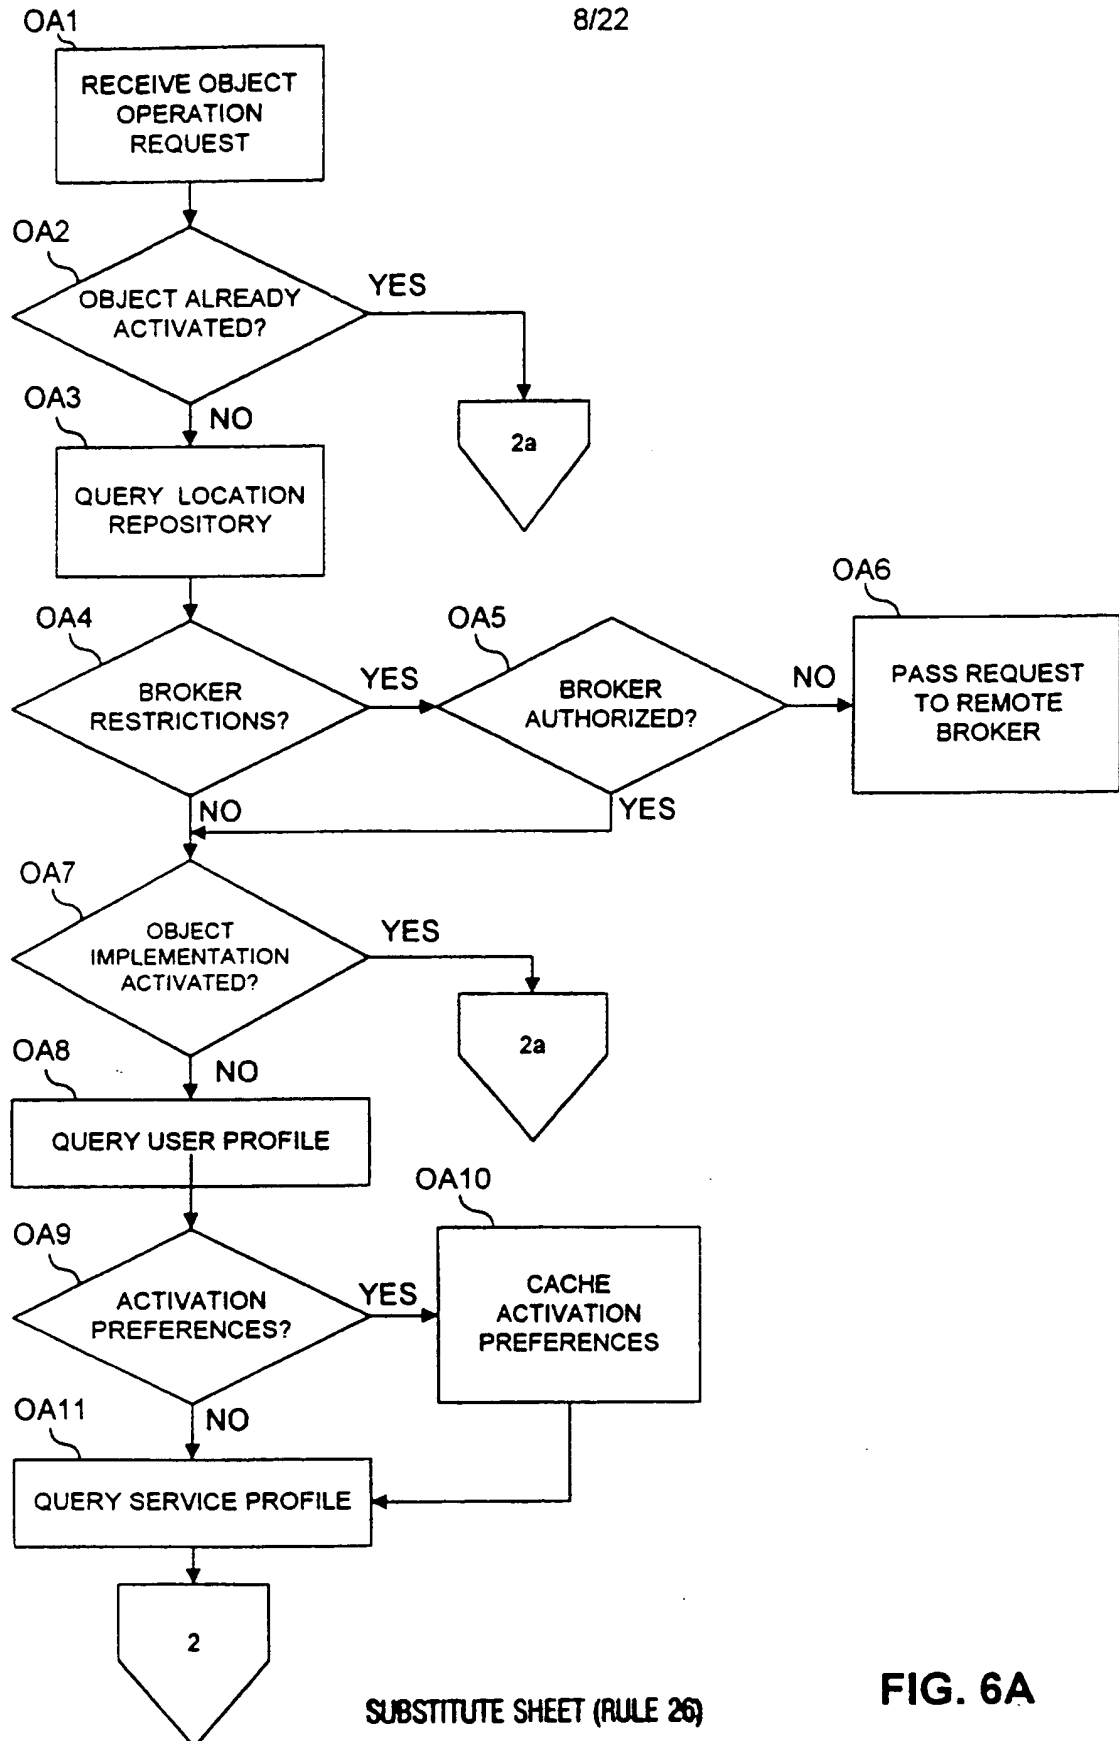 8/22
OA1
RECEIVE OBJECT
OPERATION
REQUEST
OA2
OBJECT ALREADY
ACTIVATED?
YES
NO
2a
OA3
QUERY LOCATION
REPOSITORY
OA4
BROKER
RESTRICTIONS?
YES
NO
OA5
BROKER
AUTHORIZED?
NO
YES
OA6
PASS REQUEST
TO REMOTE
BROKER
OA7
OBJECT
IMPLEMENTATION
ACTIVATED?
YES
NO
2a
OA8
QUERY USER PROFILE
OA9
ACTIVATION
PREFERENCES?
YES
NO
OA10
CACHE
ACTIVATION
PREFERENCES
OA11
QUERY SERVICE PROFILE
2
SUBSTITUTE SHEET (RULE 26)
FIG. 6A